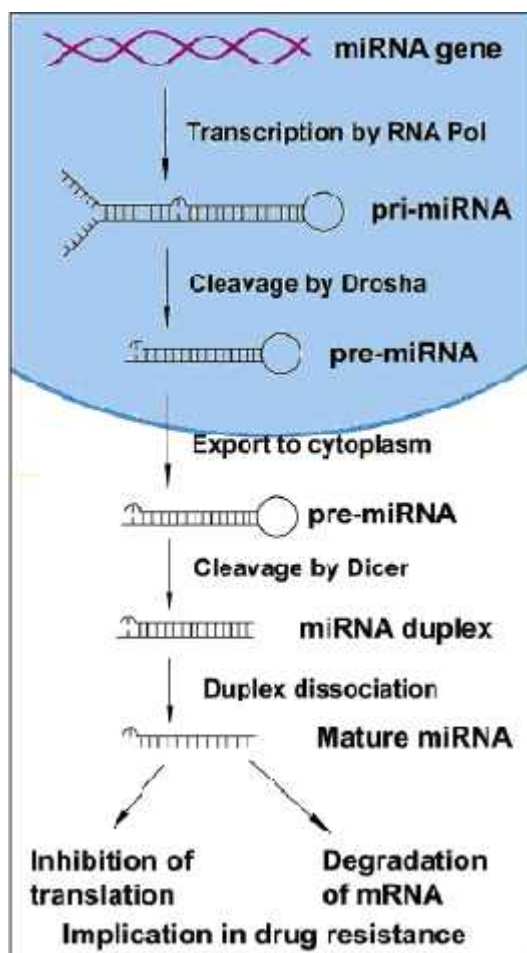 miRNA gene
Transcription by RNA Pol
pri-miRNA
Cleavage by Drosha
pre-miRNA
Export to cytoplasm
pre-miRNA
Cleavage by Dicer
miRNA duplex
Duplex dissociation
Mature miRNA
Inhibition of
translation
Degradation
of mRNA
Implication in drug resistance